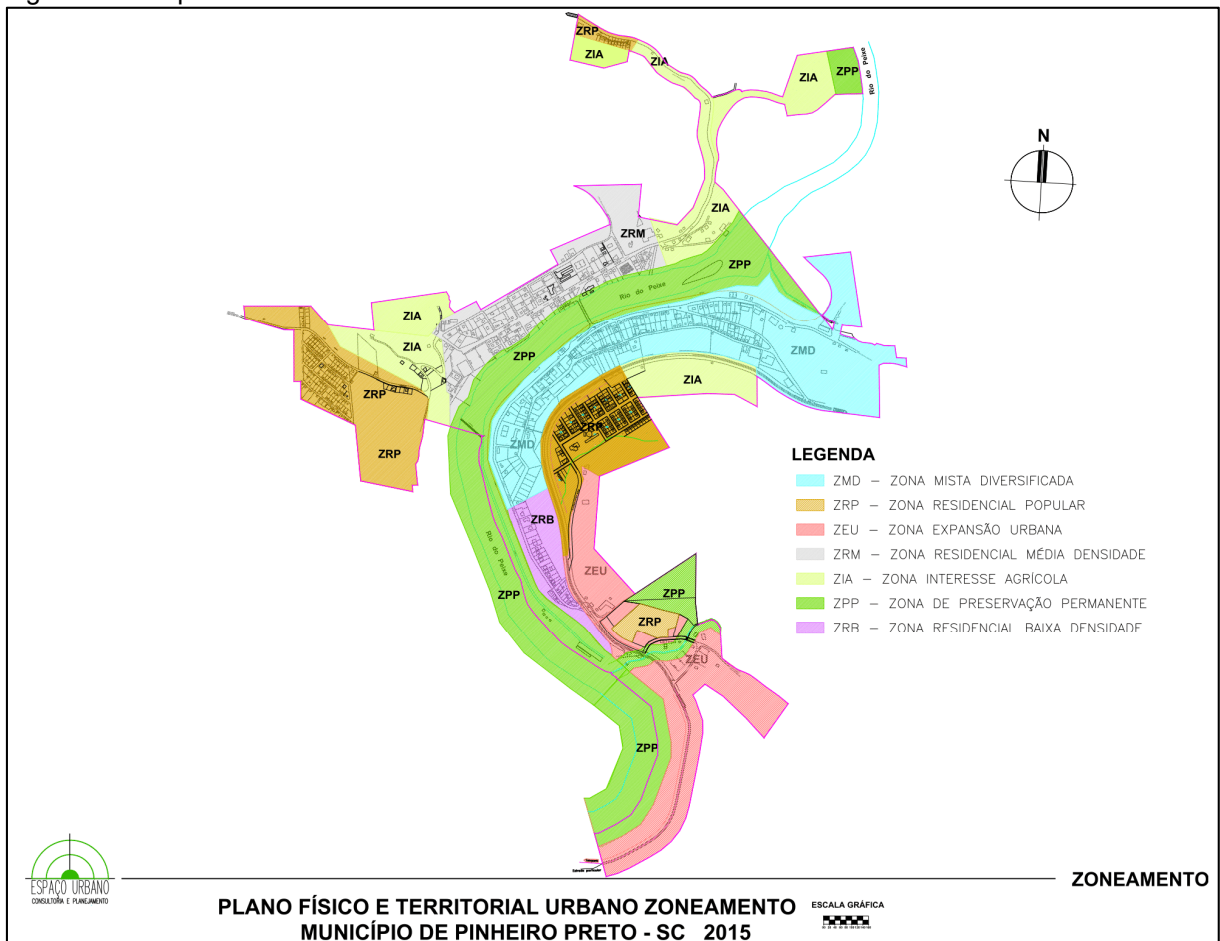 ZRP
ZIA
ZIA
ZIA
ZPP
Rio do Peixe
N
ZIA
ZRM
ZPP
Rio do Peixe
ZIA
ZIA
ZPP
ZMD
ZIA
ZRP
ZRP
ZRP
ZMD
ZRB
Rio do Peixe
ZEU
ZPP
ZPP
ZRP
ZEU
ZPP
LEGENDA
ZMD – ZONA MISTA DIVERSIFICADA
ZRP – ZONA RESIDENCIAL POPULAR
ZEU – ZONA EXPANSÃO URBANA
ZRM – ZONA RESIDENCIAL MÉDIA DENSIDADE
ZIA – ZONA INTERESSE AGRÍCOLA
ZPP – ZONA DE PRESERVAÇÃO PERMANENTE
ZRB – ZONA RESIDENCIAL BAIXA DENSIDADE
ESPAÇO URBANO
CONSULTORIA E PLANEJAMENTO
ZONEAMENTO
PLANO FÍSICO E TERRITORIAL URBANO ZONEAMENTO
MUNICÍPIO DE PINHEIRO PRETO - SC 2015
ESCALA GRÁFICA